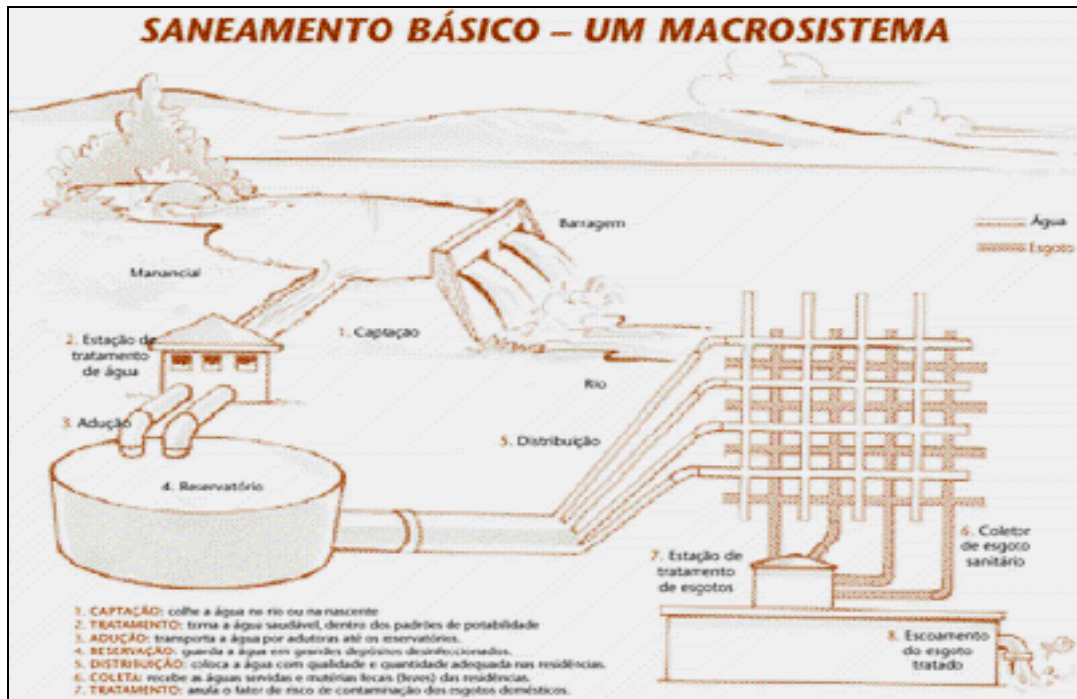 SANEAMENTO BÁSICO – UM MACROSISTEMA
Barragem
Água
Esgoto
Manancial
1. Captação
2. Estação de
tratamento
de água
Rio
3. Adução
5. Distribuição
4. Reservatório
6. Coletor
de esgoto
sanitário
7. Estação de
tratamento
de esgotos
8. Escoamento
do esgoto
tratado
1. CAPTAÇÃO: colhe a água no rio ou na nascente
2. TRATAMENTO: torna a água saudável, dentro dos padrões de potabilidade
3. ADUÇÃO: transporta a água por adutoras até os reservatórios.
4. RESERVAÇÃO: guarda a água em grandes depósitos desinfeccionados.
5. DISTRIBUIÇÃO: coloca a água com qualidade e quantidade adequada nas residências.
6. COLETA: recebe as águas servidas e matérias fecais (fezes) das residências.
7. TRATAMENTO: anula o fator de risco de contaminação dos esgotos domésticos.